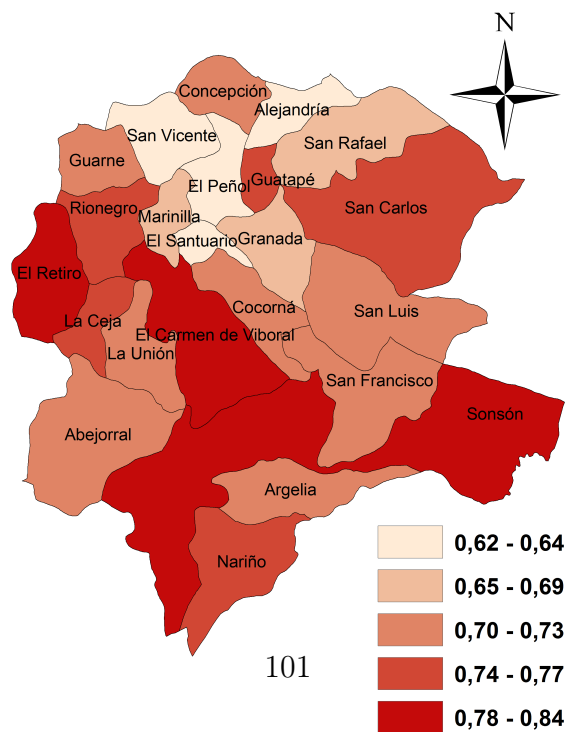 N
Concepción
Alejandría
San Vicente
San Rafael
Guarne
El Peñol
Guatapé
Rionegro
Marinilla
San Carlos
El Santuario
Granada
El Retiro
Cocorná
San Luis
La Ceja
El Carmen de Viboral
La Unión
San Francisco
Sonsón
Abejorral
Argelia
Nariño
0,62 - 0,64
0,65 - 0,69
0,70 - 0,73
0,74 - 0,77
0,78 - 0,84
101